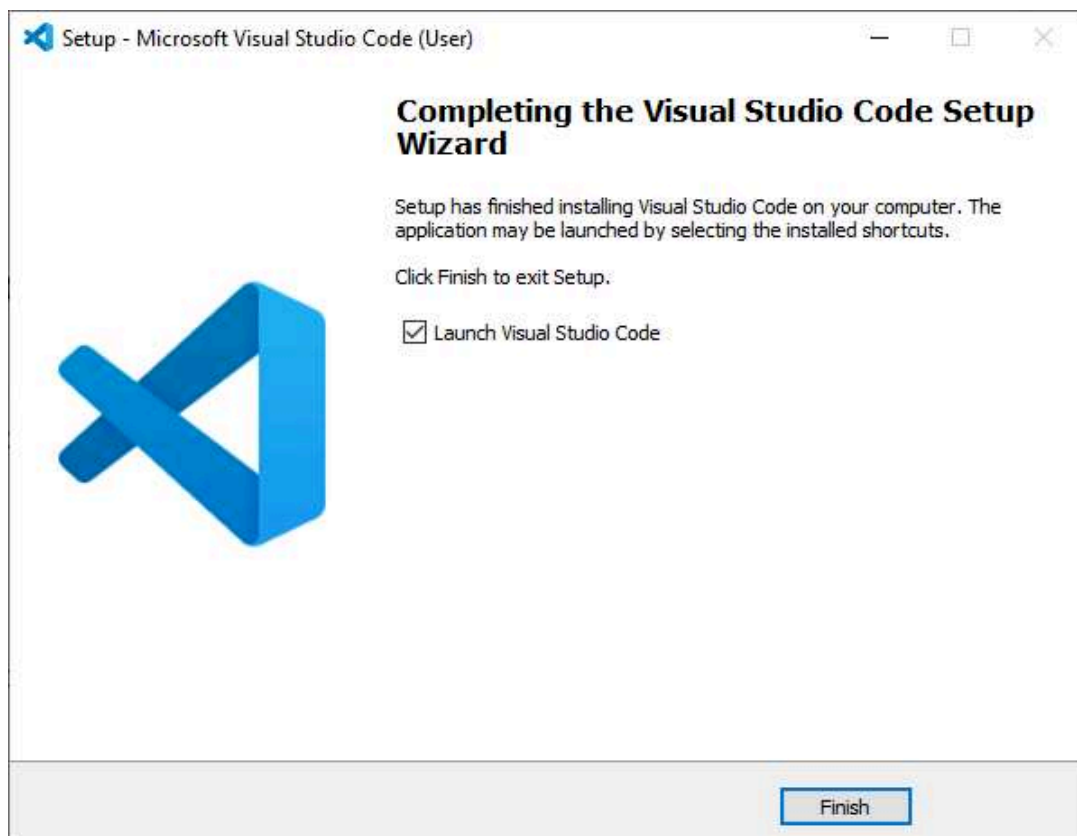 Setup - Microsoft Visual Studio Code (User)
Completing the Visual Studio Code Setup
Wizard
Setup has finished installing Visual Studio Code on your computer. The
application may be launched by selecting the installed shortcuts.
Click Finish to exit Setup.
Launch Visual Studio Code
Finish